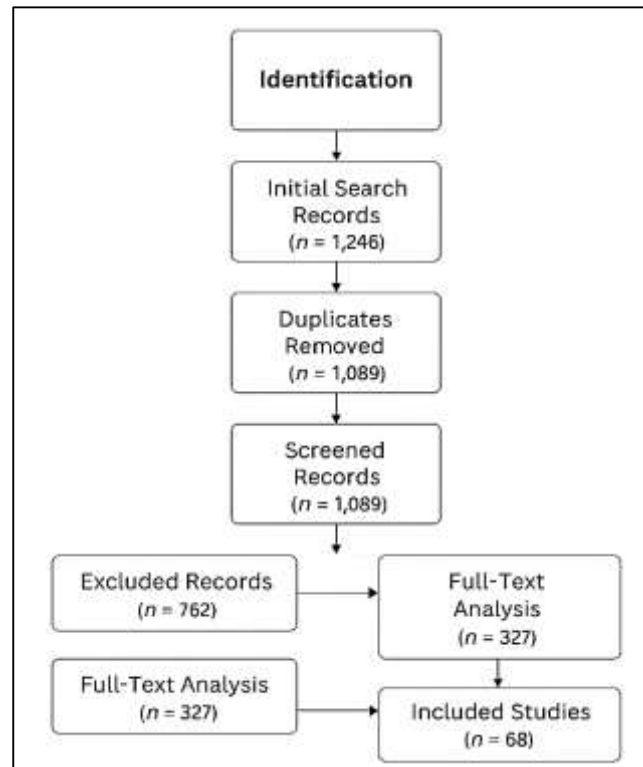 Identification
Initial Search
Records
(n = 1,246)
Duplicates
Removed
(n = 1,089)
Screened
Records
(n = 1,089)
Excluded Records
(n = 762)
Full-Text
Analysis
(n = 327)
Full-Text Analysis
(n = 327)
Included Studies
(n = 68)